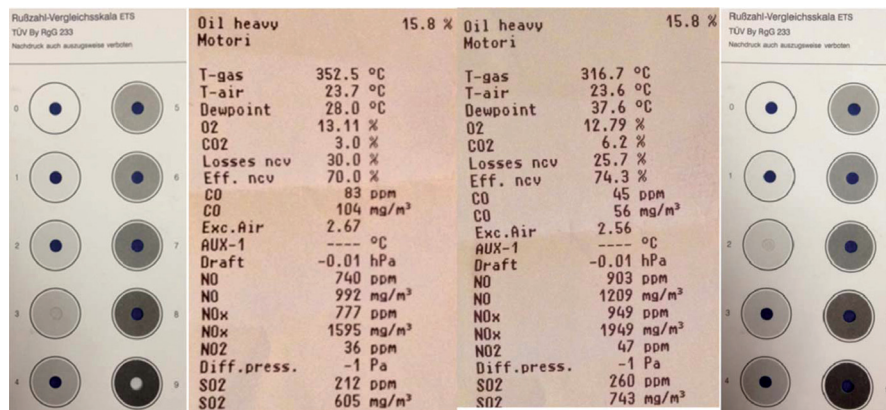 Rußzahl-Vergleichsskala ETS
TÜV By RgG 233
Nachdruck auch auszugsweise verboten
0 5
1 6
2 7
3 8
4 9
Oil heavy 15.8 %
Motori
T-gas 352.5 °C
T-air 23.7 °C
Dewpoint 28.0 °C
O2 13.11 %
CO2 3.0 %
Losses ncv 30.0 %
Eff. ncv 70.0 %
CO 83 ppm
CO 104 mg/m³
Exc.Air 2.67
AUX-1 ---- °C
Draft -0.01 hPa
NO 740 ppm
NO 992 mg/m³
NOx 777 ppm
NOx 1595 mg/m³
NO2 36 ppm
Diff.press. -1 Pa
SO2 212 ppm
SO2 605 mg/m³
Oil heavy 15.8 %
Motori
T-gas 316.7 °C
T-air 23.6 °C
Dewpoint 37.6 °C
O2 12.79 %
CO2 6.2 %
Losses ncv 25.7 %
Eff. ncv 74.3 %
CO 45 ppm
CO 56 mg/m³
Exc.Air 2.56
AUX-1 ---- °C
Draft -0.01 hPa
NO 903 ppm
NO 1209 mg/m³
NOx 949 ppm
NOx 1949 mg/m³
NO2 47 ppm
Diff.press. -1 Pa
SO2 260 ppm
SO2 743 mg/m³
Rußzahl-Vergleichsskala ETS
TÜV By RgG 233
Nachdruck auch auszugsweise verboten
0
1
2
3
4